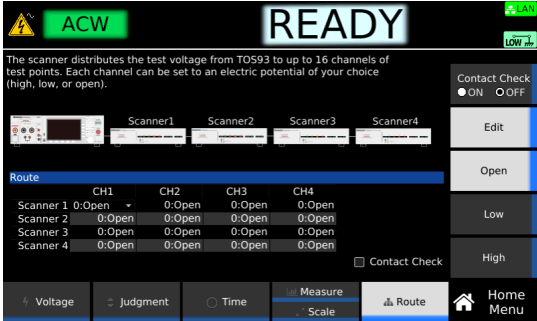 ACW
READY
LAN
LOW
The scanner distributes the test voltage from TOS93 to up to 16 channels of
test points. Each channel can be set to an electric potential of your choice
(high, low, or open).
Contact Check
ON OFF
Edit
Open
Low
High
Scanner1 Scanner2 Scanner3 Scanner4
Route
CH1 CH2 CH3 CH4
Scanner 1 0:Open 0:Open 0:Open 0:Open
Scanner 2 0:Open 0:Open 0:Open 0:Open
Scanner 3 0:Open 0:Open 0:Open 0:Open
Scanner 4 0:Open 0:Open 0:Open 0:Open
Contact Check
Voltage
Judgment
Time
Measure
Scale
Route
Home
Menu